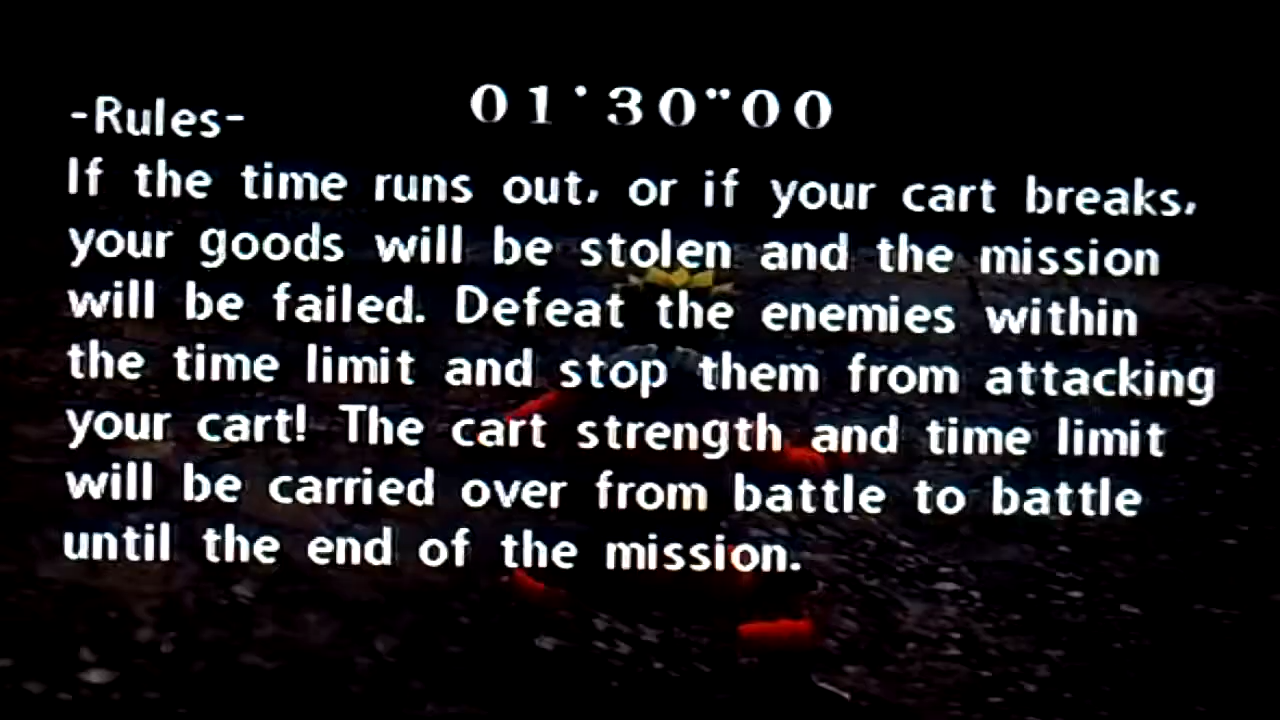 01'30"00
-Rules-
If the time runs out, or if your cart breaks,
your goods will be stolen and the mission
will be failed. Defeat the enemies within
the time limit and stop them from attacking
your cart! The cart strength and time limit
will be carried over from battle to battle
until the end of the mission.